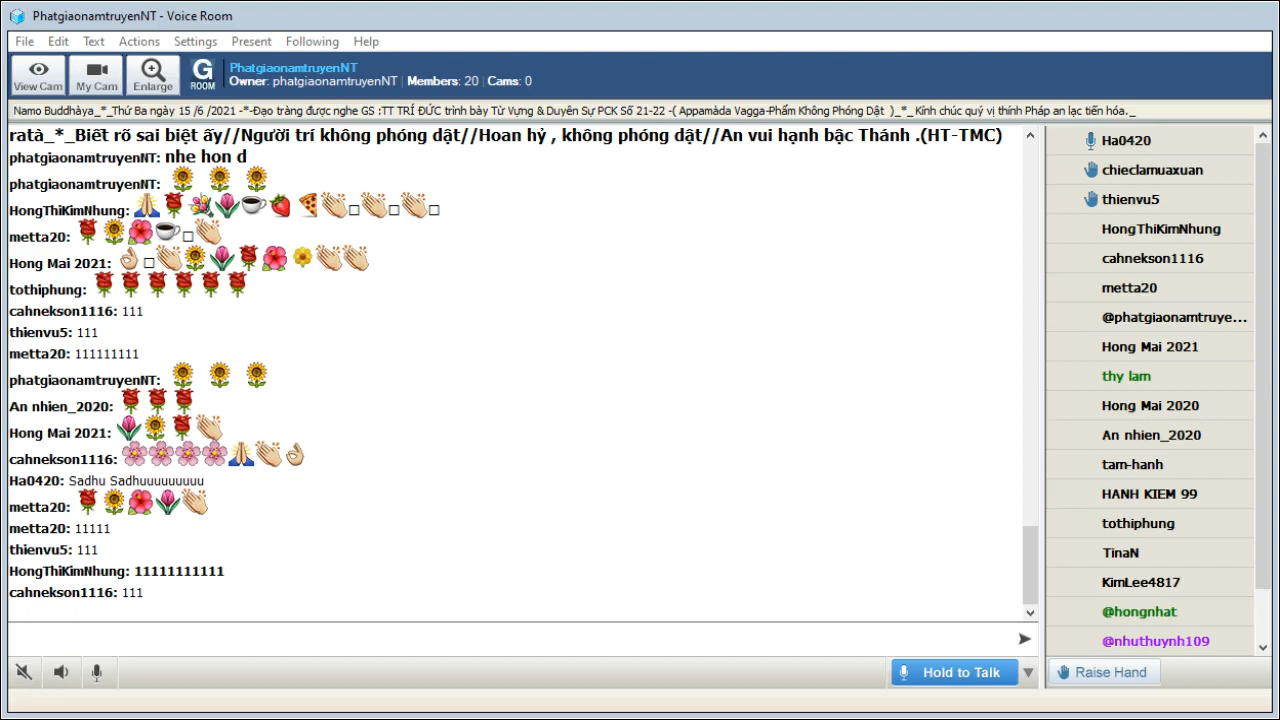 PhatgiaonamtruyenNT - Voice Room
File Edit Text Actions Settings Present Following Help
View Cam My Cam Enlarge G ROOM
PhatgiaonamtruyenNT
Owner: phatgiaonamtruyenNT | Members: 20 | Cams: 0
Namo Buddhàya_*_Thứ Ba ngày 15 /6 /2021 -*-Đạo tràng được nghe GS :TT TRÍ ĐỨC trình bày Từ Vựng & Duyên Sự PCK Số 21-22 -( Appamàda Vagga-Phẩm Không Phóng Dật )_*_ Kính chúc quý vị thính Pháp an lạc tiến hóa._
ratà_*_Biết rõ sai biệt ấy//Người trí không phóng dật//Hoan hỷ , không phóng dật//An vui hạnh bậc Thánh .(HT-TMC)
phatgiaonamtruyenNT: nhe hon d
phatgiaonamtruyenNT: 🌻 🌻 🌻
HongThiKimNhung: 🙏🌹💐🌷☕🍓🍕👏□👏□👏□
metta20: 🌹🌻🌺☕□👏
Hong Mai 2021: 👌□👏🌻🌷🌹🌺🌼👏👏
tothiphung: 🌹🌹🌹🌹🌹🌹
cahnekson1116: 111
thienvu5: 111
metta20: 111111111
phatgiaonamtruyenNT: 🌻 🌻 🌻
An nhien_2020: 🌹🌹🌹
Hong Mai 2021: 🌷🌻🌹👏
cahnekson1116: 🌸🌸🌸🌸🙏👏👌
Ha0420: Sadhu Sadhuuuuuuuuu
metta20: 🌹🌻🌺🌷👏
metta20: 11111
thienvu5: 111
HongThiKimNhung: 11111111111
cahnekson1116: 111
Ha0420
chieclamuaxuan
thienvu5
HongThiKimNhung
cahnekson1116
metta20
@phatgiaonamtruye...
Hong Mai 2021
thy lam
Hong Mai 2020
An nhien_2020
tam-hanh
HANH KIEM 99
tothiphung
TinaN
KimLee4817
@hongnhat
@nhuthuynh109
Hold to Talk
Raise Hand